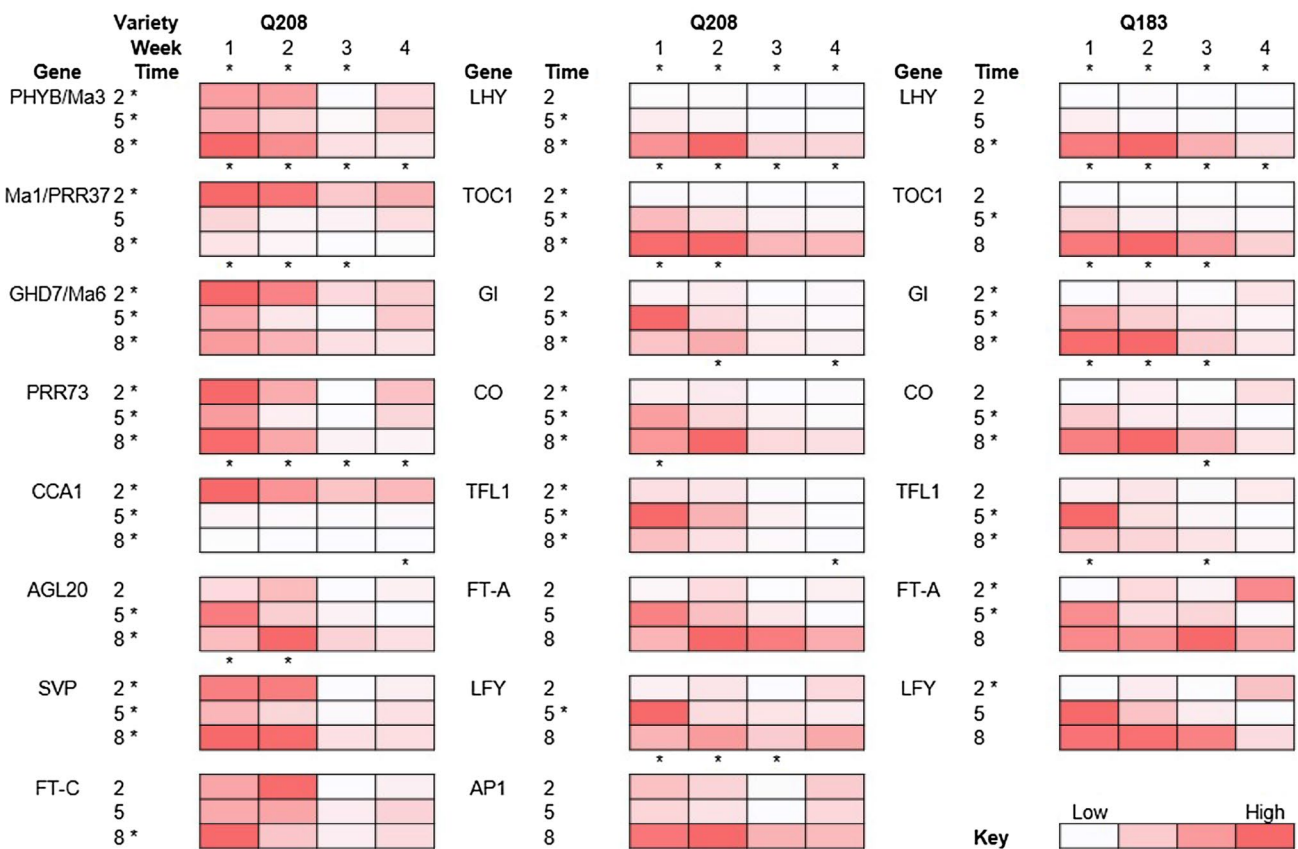 Variety Q208 Q208 Q183
Week 1 2 3 4 1 2 3 4 1 2 3 4
Gene Time * * * Gene Time * * * * Gene Time * * * *
PHYB/Ma3 2 * LHY 2 LHY 2
5 * 5 * 5
8 * 8 * 8 *
* * * * * * * * * * * *
Ma1/PRR37 2 * TOC1 2 * TOC1 2
5 5 * 5 *
8 * 8 * 8
* * * * * * * *
GHD7/Ma6 2 * GI 2 GI 2 *
5 * 5 * 5 *
8 * 8 * 8 *
* * * * *
PRR73 2 * CO 2 * CO 2
5 * 5 * 5 *
8 * 8 * 8 *
* * * * * *
CCA1 2 * TFL1 2 * TFL1 2
5 * 5 * 5 *
8 * 8 * 8 *
* * * *
AGL20 2 FT-A 2 FT-A 2 *
5 * 5 5 *
8 * 8 8
* *
SVP 2 * LFY 2 LFY 2 *
5 * 5 * 5
8 * 8 8
* * *
FT-C 2 AP1 2
5 5 Low High
8 * 8 Key